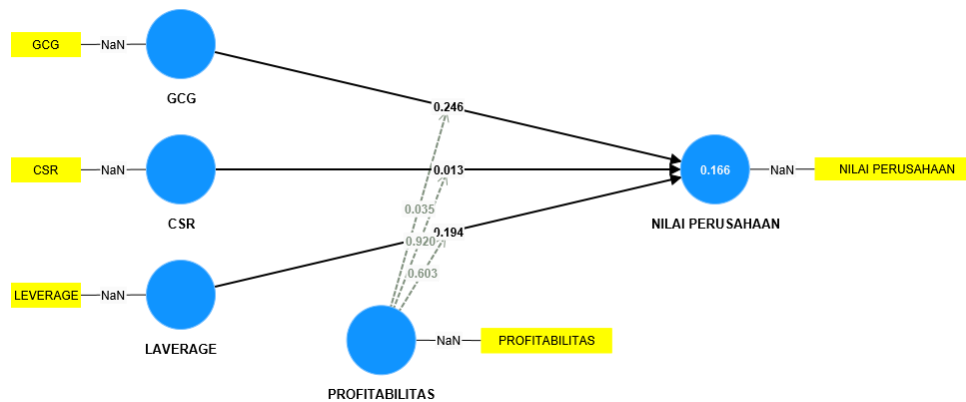 GCG
NaN
GCG
0.246
CSR
NaN
CSR
0.013
0.166
NaN
NILAI PERUSAHAAN
NILAI PERUSAHAAN
0.035
0.194
0.920
0.603
LEVERAGE
NaN
LAVERAGE
NaN
PROFITABILITAS
PROFITABILITAS